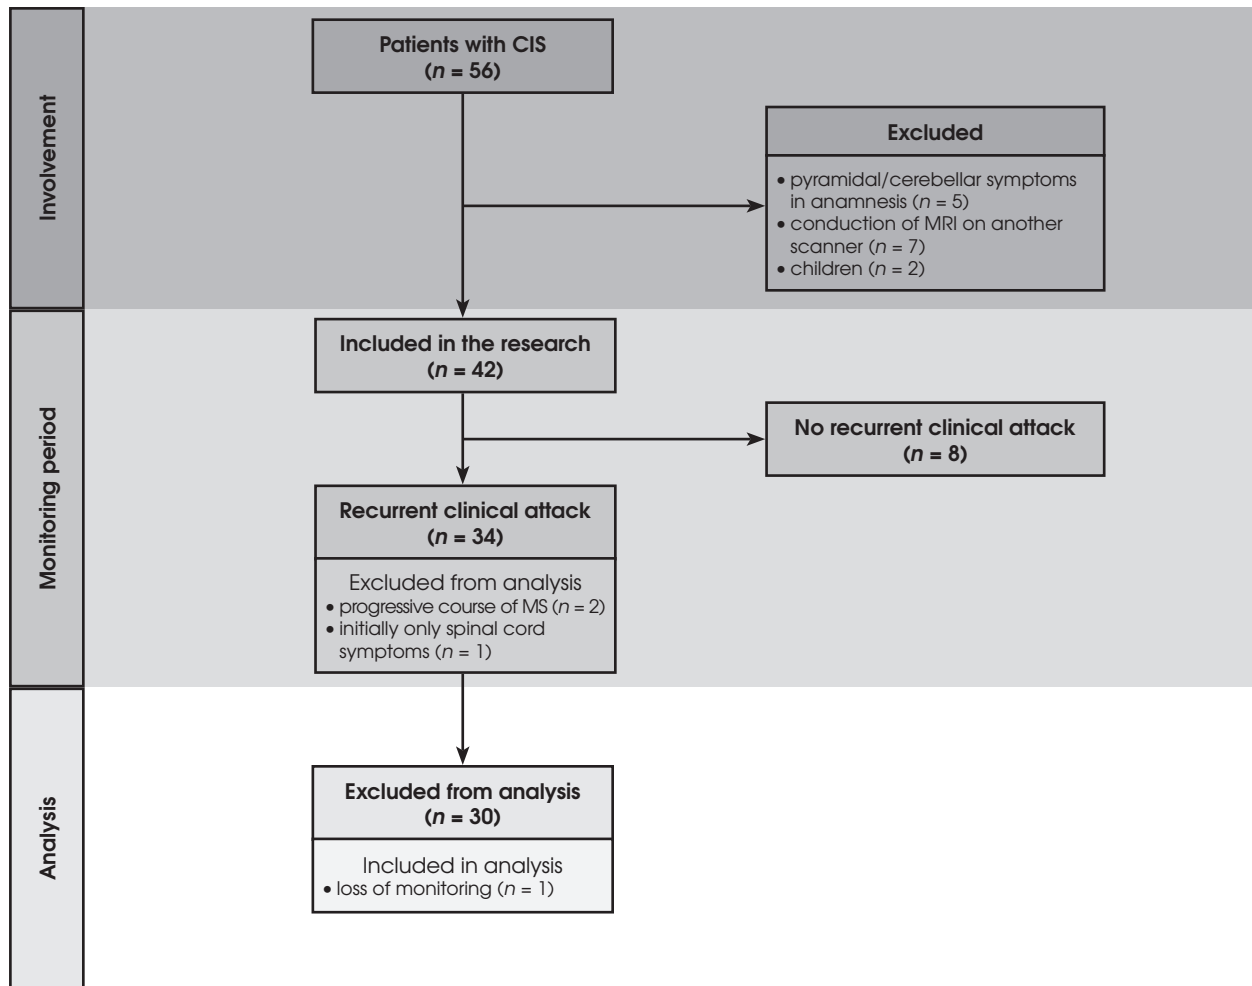 Involvement
Patients with CIS
(n = 56)
Excluded
• pyramidal/cerebellar symptoms
in anamnesis (n = 5)
• conduction of MRI on another
scanner (n = 7)
• children (n = 2)
Monitoring period
Included in the research
(n = 42)
No recurrent clinical attack
(n = 8)
Recurrent clinical attack
(n = 34)
Excluded from analysis
• progressive course of MS (n = 2)
• initially only spinal cord
symptoms (n = 1)
Analysis
Excluded from analysis
(n = 30)
Included in analysis
• loss of monitoring (n = 1)